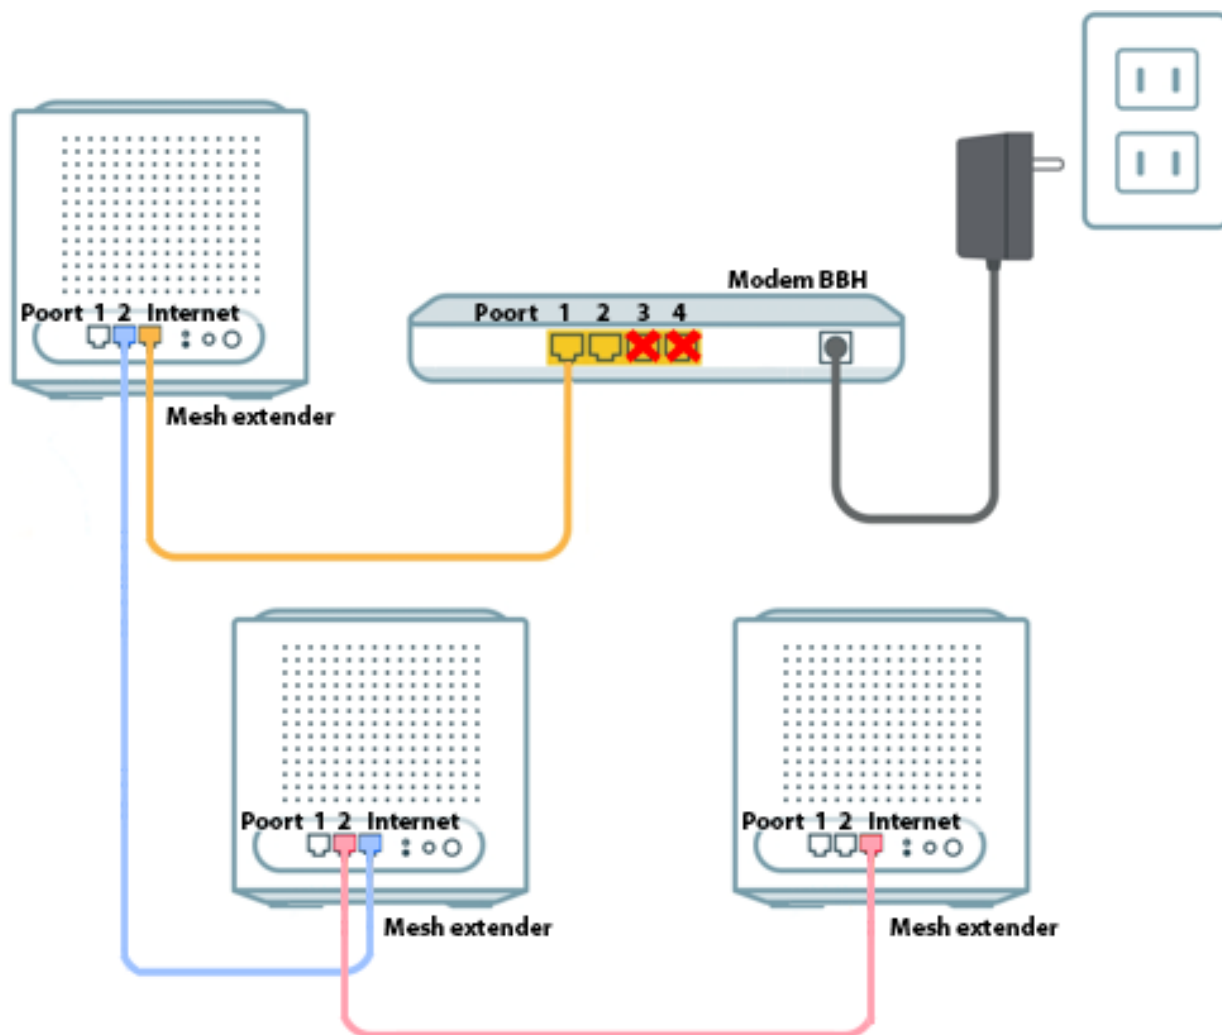 Modem BBH
Poort 1 2 3 4
Poort 1 2 Internet
Mesh extender
Poort 1 2 Internet
Mesh extender
Poort 1 2 Internet
Mesh extender